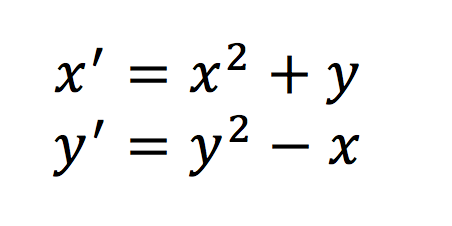 x′ = x² + y
y′ = y² − x